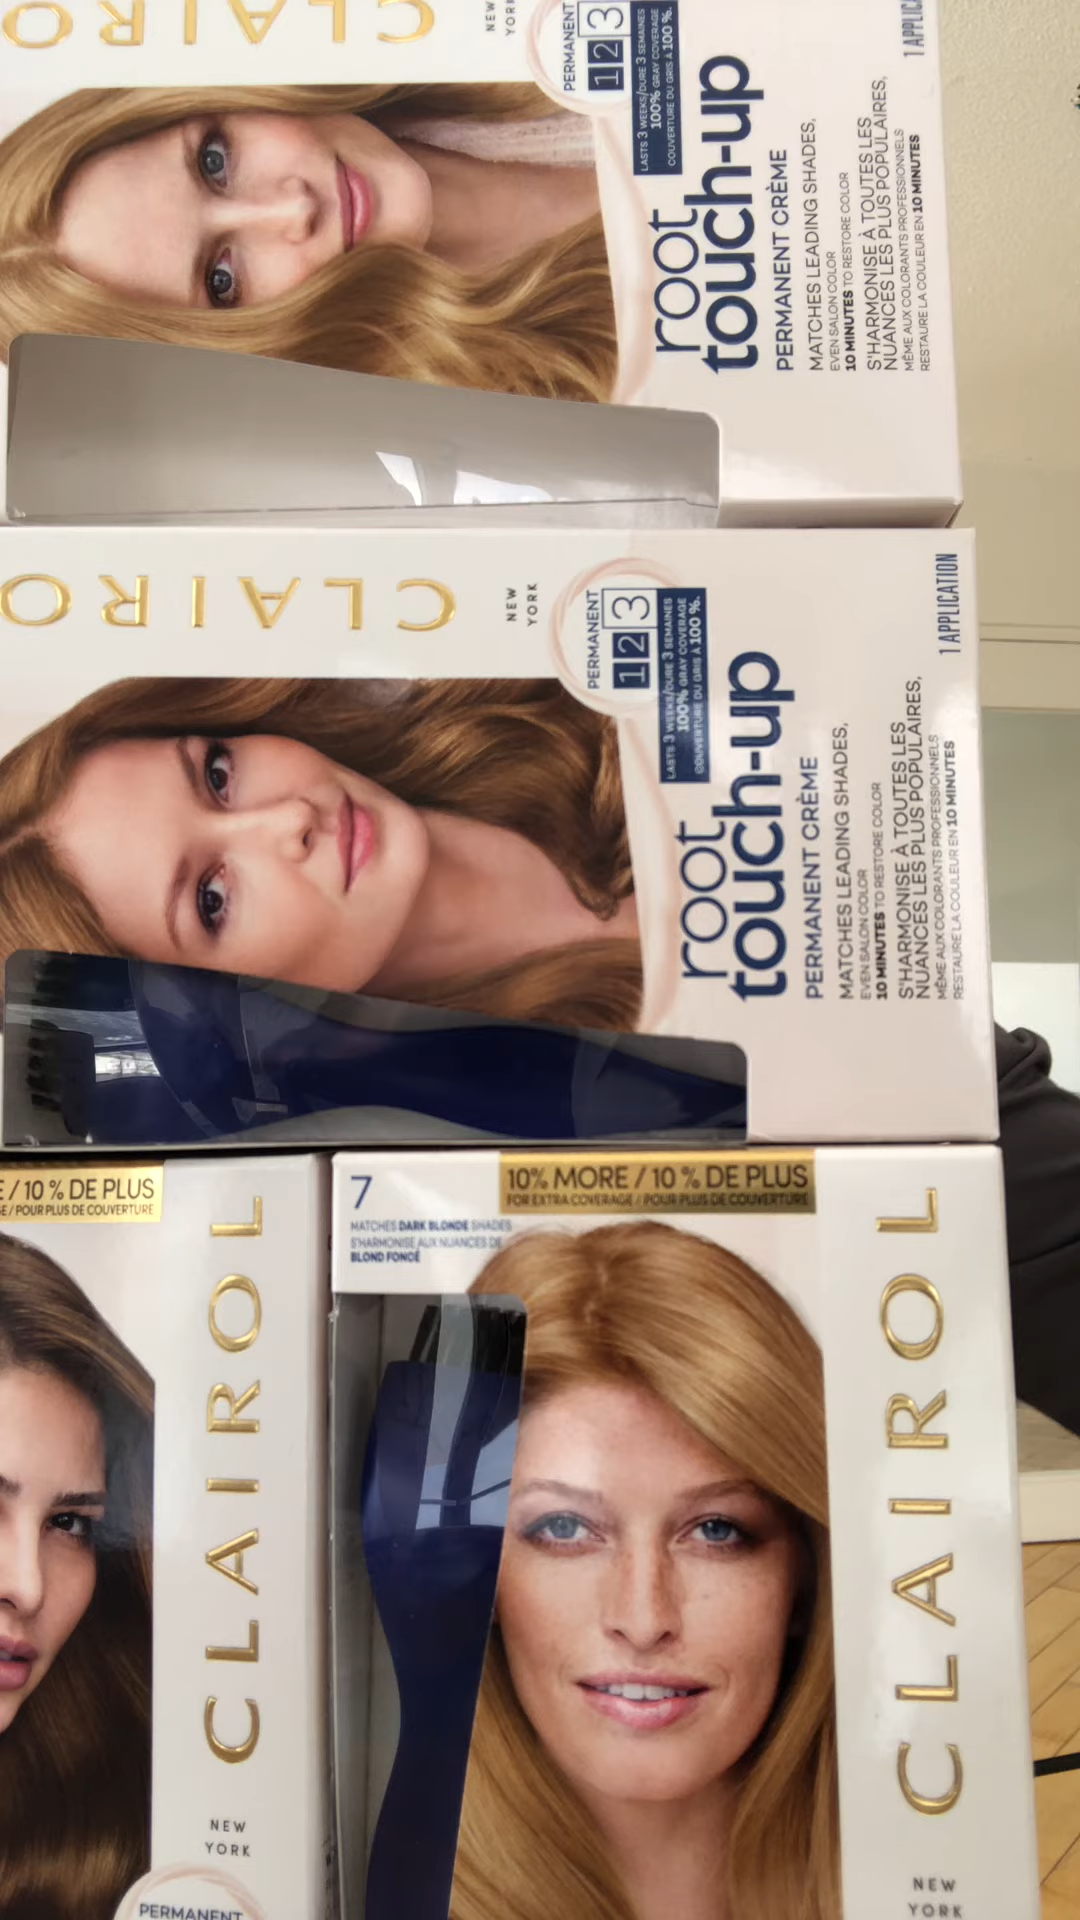 CLAIRO
NEW
YORK
PERMANENT
123
LASTS 3 WEEKS/DURE 3 SEMAINES
100% GRAY COVERAGE
COUVERTURE DU GRIS À 100 %.
root
touch-up
PERMANENT CRÈME
MATCHES LEADING SHADES,
EVEN SALON COLOR
10 MINUTES TO RESTORE COLOR
S'HARMONISE À TOUTES LES
NUANCES LES PLUS POPULAIRES,
MÊME AUX COLORANTS PROFESSIONNELS
RESTAURE LA COULEUR EN 10 MINUTES
1 APPLIC
CLAIRO
NEW
YORK
PERMANENT
123
LASTS 3 WEEKS/DURE 3 SEMAINES
100% GRAY COVERAGE
COUVERTURE DU GRIS À 100 %.
root
touch-up
PERMANENT CRÈME
MATCHES LEADING SHADES,
EVEN SALON COLOR
10 MINUTES TO RESTORE COLOR
S'HARMONISE À TOUTES LES
NUANCES LES PLUS POPULAIRES,
MÊME AUX COLORANTS PROFESSIONNELS
RESTAURE LA COULEUR EN 10 MINUTES
1 APPLICATION
E / 10 % DE PLUS
GE / POUR PLUS DE COUVERTURE
CLAIROL
NEW
YORK
PERMANENT
7
MATCHES DARK BLONDE SHADES
S'HARMONISE AUX NUANCES DE
BLOND FONCÉ
10% MORE / 10 % DE PLUS
FOR EXTRA COVERAGE / POUR PLUS DE COUVERTURE
CLAIROL
NEW
YORK